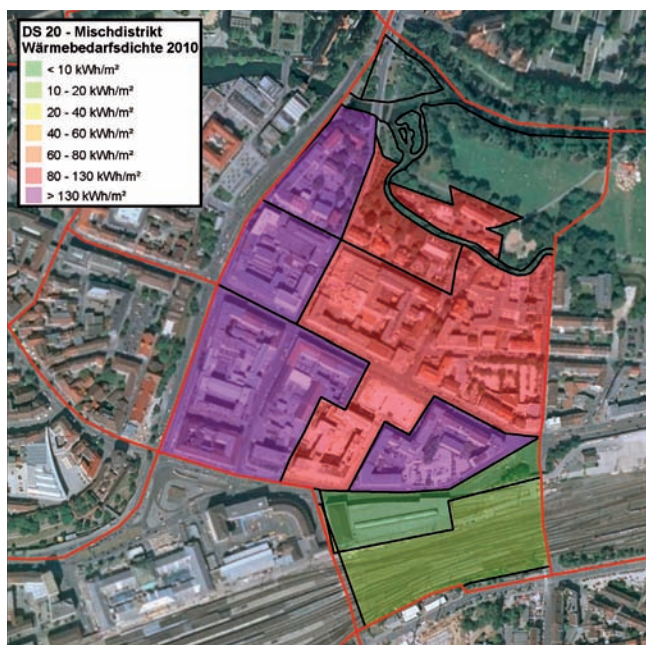 DS 20 - Mischdistrikt
Wärmebedarfsdichte 2010
< 10 kWh/m²
10 - 20 kWh/m²
20 - 40 kWh/m²
40 - 60 kWh/m²
60 - 80 kWh/m²
80 - 130 kWh/m²
> 130 kWh/m²